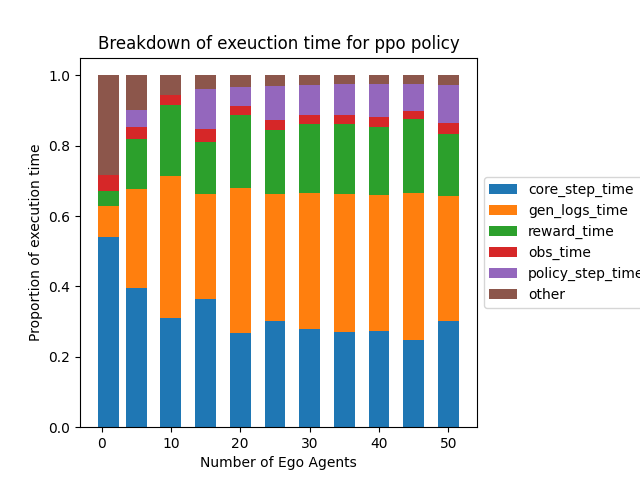 Breakdown of exeuction time for ppo policy
Proportion of execution time
1.0
0.8
0.6
0.4
0.2
0.0
0 10 20 30 40 50
Number of Ego Agents
core_step_time
gen_logs_time
reward_time
obs_time
policy_step_time
other